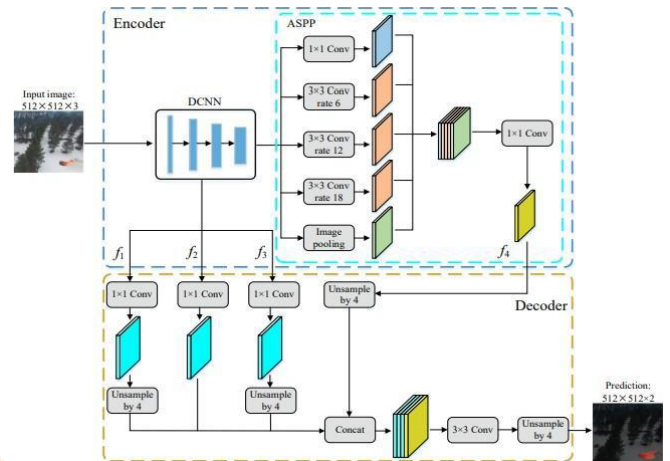 Encoder
ASPP
Input image:
512×512×3
DCNN
1×1 Conv
3×3 Conv
rate 6
3×3 Conv
rate 12
3×3 Conv
rate 18
Image
pooling
1×1 Conv
f1
f2
f3
f4
1×1 Conv
1×1 Conv
1×1 Conv
Unsample
by 4
Decoder
Unsample
by 4
Unsample
by 4
Concat
3×3 Conv
Unsample
by 4
Prediction:
512×512×2